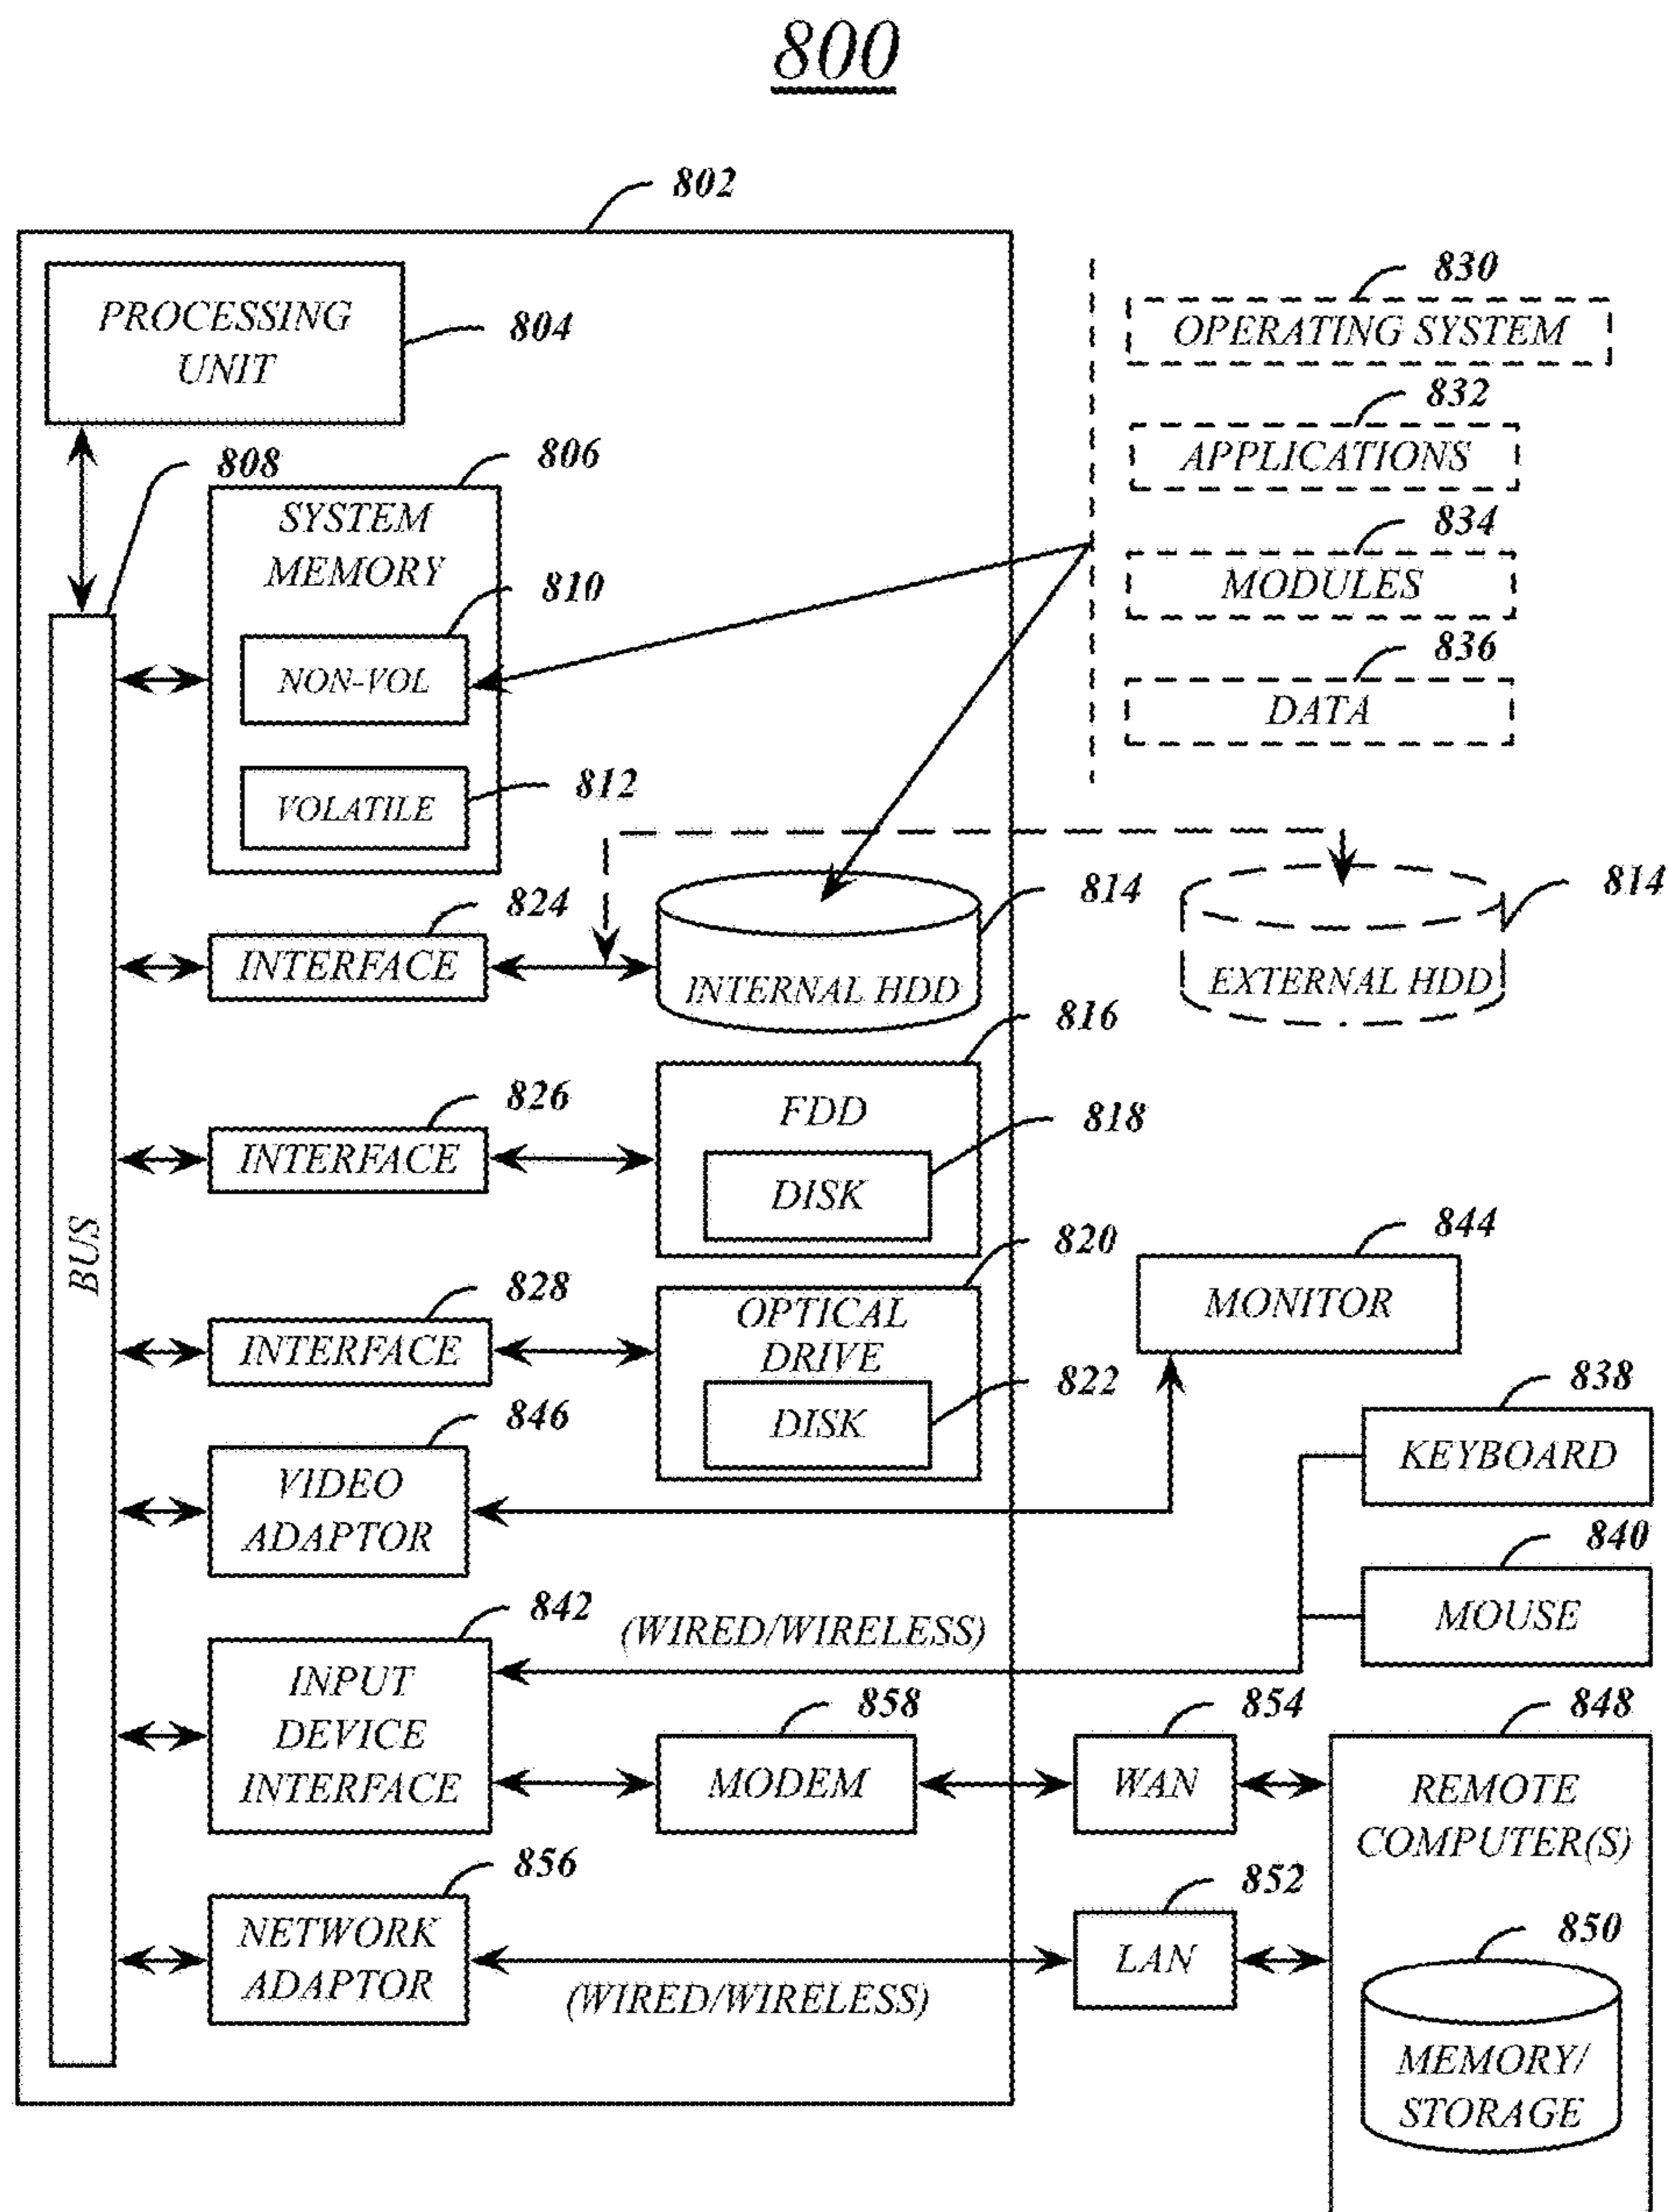 800
802
PROCESSING
UNIT
804
808
806
SYSTEM
MEMORY
810
NON-VOL
VOLATILE
812
830
OPERATING SYSTEM
832
APPLICATIONS
834
MODULES
836
DATA
824
INTERFACE
814
INTERNAL HDD
814
EXTERNAL HDD
816
826
INTERFACE
FDD
818
DISK
BUS
820
828
INTERFACE
OPTICAL
DRIVE
822
DISK
844
MONITOR
846
VIDEO
ADAPTOR
838
KEYBOARD
840
MOUSE
842
(WIRED/WIRELESS)
INPUT
DEVICE
INTERFACE
858
MODEM
854
WAN
848
REMOTE
COMPUTER(S)
856
NETWORK
ADAPTOR
(WIRED/WIRELESS)
852
LAN
850
MEMORY/
STORAGE